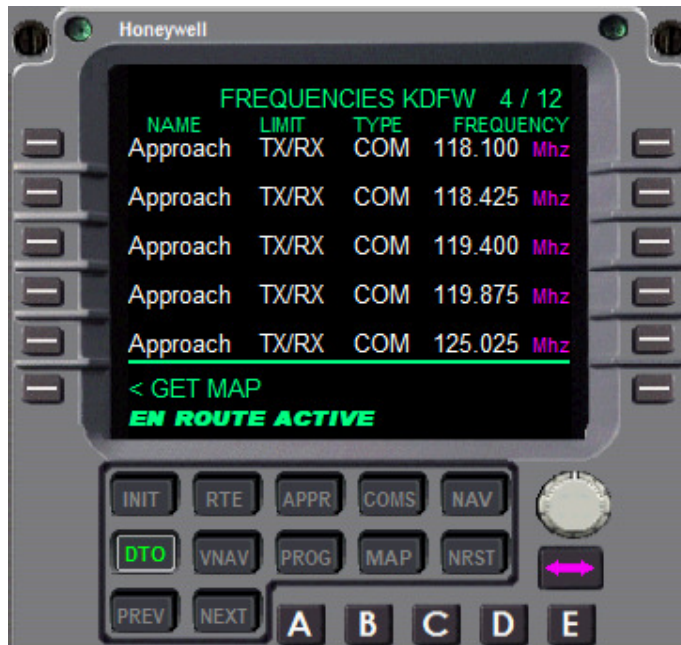 Honeywell
FREQUENCIES KDFW 4 / 12
NAME LIMIT TYPE FREQUENCY
Approach TX/RX COM 118.100 Mhz
Approach TX/RX COM 118.425 Mhz
Approach TX/RX COM 119.400 Mhz
Approach TX/RX COM 119.875 Mhz
Approach TX/RX COM 125.025 Mhz
< GET MAP
EN ROUTE ACTIVE
INIT RTE APPR COMS NAV
DTO VNAV PROG MAP NRST
PREV NEXT A B C D E